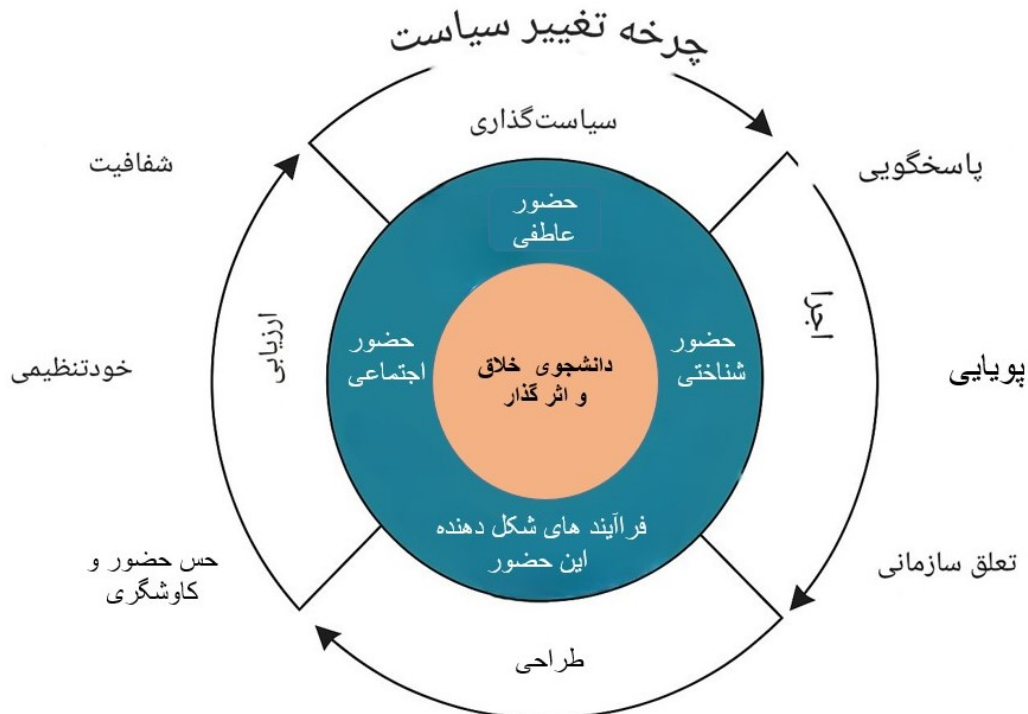 چرخه تغییر سیاست
سیاست‌گذاری
پاسخگویی
شفافیت
حضور
عاطفی
اجرا
ارزیابی
حضور
شناختی
حضور
اجتماعی
دانشجوی خلاق
و اثر گذار
پویایی
خودتنظیمی
فراآیند های شکل دهنده
این حضور
تعلق سازمانی
حس حضور و
کاوشگری
طراحی